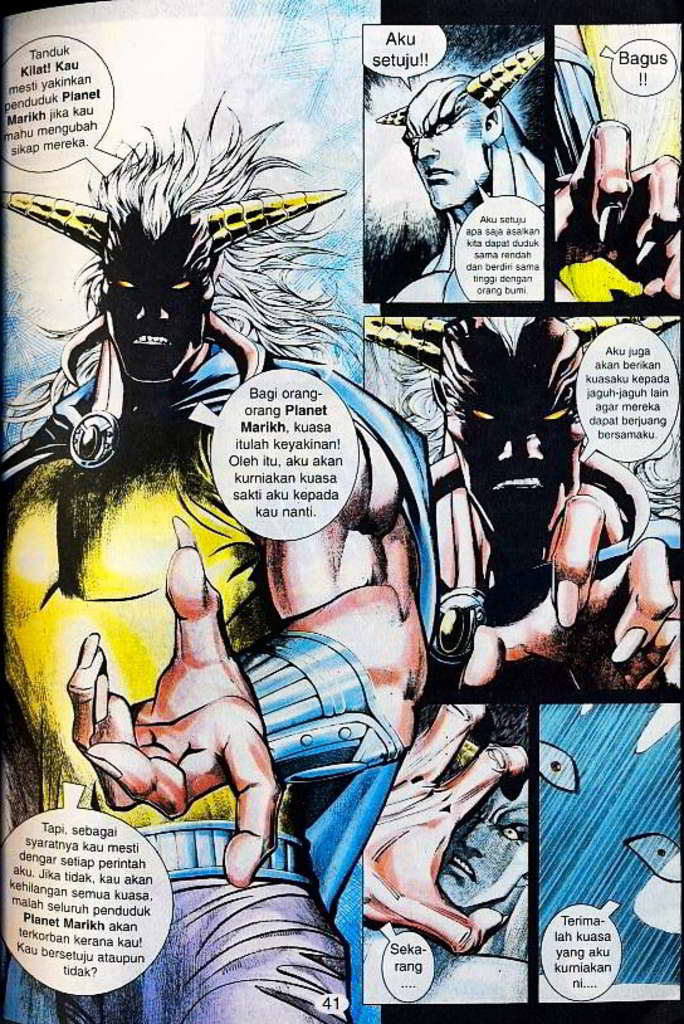 Tanduk
Kilat! Kau
mesti yakinkan
penduduk Planet
Marikh jika kau
mahu mengubah
sikap mereka.
Bagi orang-
orang Planet
Marikh, kuasa
itulah keyakinan!
Oleh itu, aku akan
kurniakan kuasa
sakti aku kepada
kau nanti.
Tapi, sebagai
syaratnya kau mesti
dengar setiap perintah
aku. Jika tidak, kau akan
kehilangan semua kuasa,
malah seluruh penduduk
Planet Marikh akan
terkorban kerana kau!
Kau bersetuju ataupun
tidak?
Aku
setuju!!
Aku setuju
apa saja asalkan
kita dapat duduk
sama rendah
dan berdiri sama
tinggi dengan
orang bumi.
Bagus
!!
Aku juga
akan berikan
kuasaku kepada
jaguh-jaguh lain
agar mereka
dapat berjuang
bersamaku.
Seka-
rang
....
Terima-
lah kuasa
yang aku
kurniakan
ni....
41